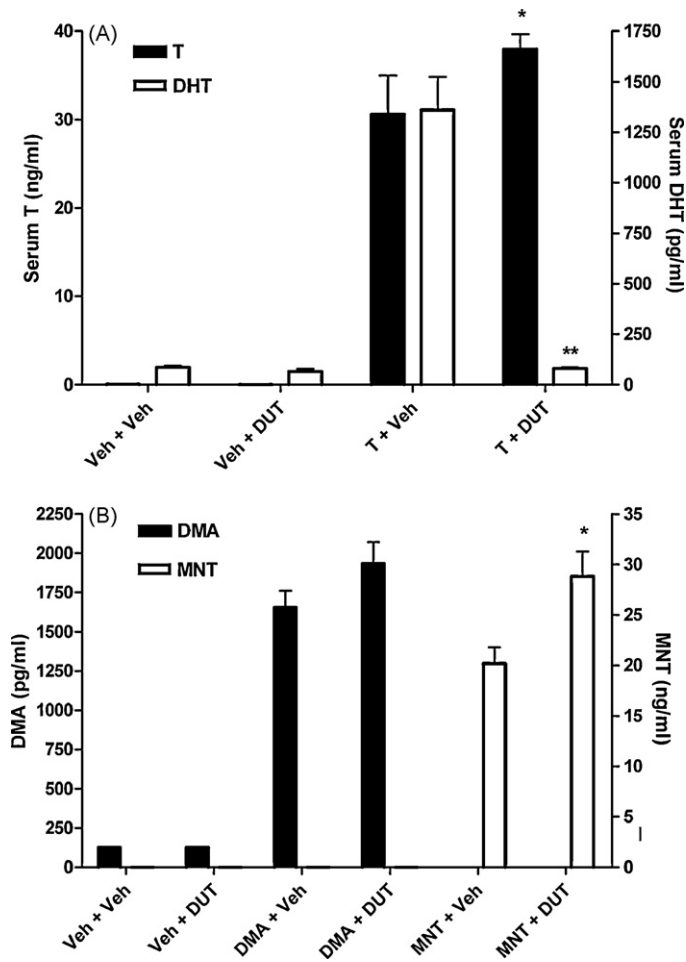 (A)
T
DHT
*
**
Serum T (ng/ml)
40
30
20
10
0
Serum DHT (pg/ml)
1750
1500
1250
1000
750
500
250
0
Veh + Veh
Veh + DUT
T + Veh
T + DUT
(B)
DMA
MNT
*
DMA (pg/ml)
2250
2000
1750
1500
1250
1000
750
500
250
0
MNT (ng/ml)
35
30
25
20
15
10
5
0
Veh + Veh
Veh + DUT
DMA + Veh
DMA + DUT
MNT + Veh
MNT + DUT